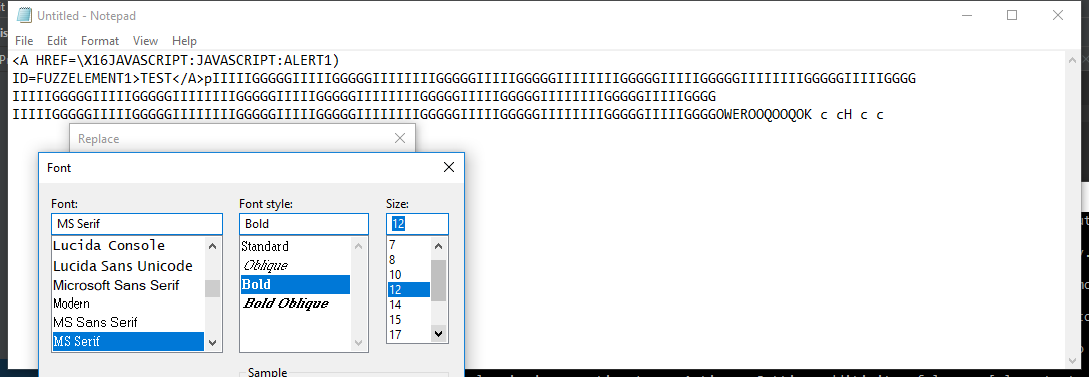 Untitled - Notepad
File Edit Format View Help
<A HREF=\X16JAVASCRIPT:JAVASCRIPT:ALERT1)
ID=FUZZELEMENT1>TEST</A>pIIIIIGGGGGIIIIIGGGGGIIIIIIIIGGGGGIIIIIGGGGGIIIIIIIIGGGGGIIIIIGGGGGIIIIIIIIGGGGGIIIIIGGGG
IIIIIGGGGGIIIIIGGGGGIIIIIIIIGGGGGIIIIIGGGGGIIIIIIIIGGGGGIIIIIGGGGGIIIIIIIIGGGGGIIIIIGGGG
IIIIIGGGGGIIIIIGGGGGIIIIIIIIGGGGGIIIIIGGGGGIIIIIIIIGGGGGIIIIIGGGGGIIIIIIIIGGGGGIIIIIGGGGOWEROOQOOQOK c cH c c
Replace
Font
Font:
MS Serif
Lucida Console
Lucida Sans Unicode
Microsoft Sans Serif
Modern
MS Sans Serif
MS Serif
Font style:
Bold
Standard
Oblique
Bold
Bold Oblique
Size:
12
7
8
10
12
14
15
17
Sample